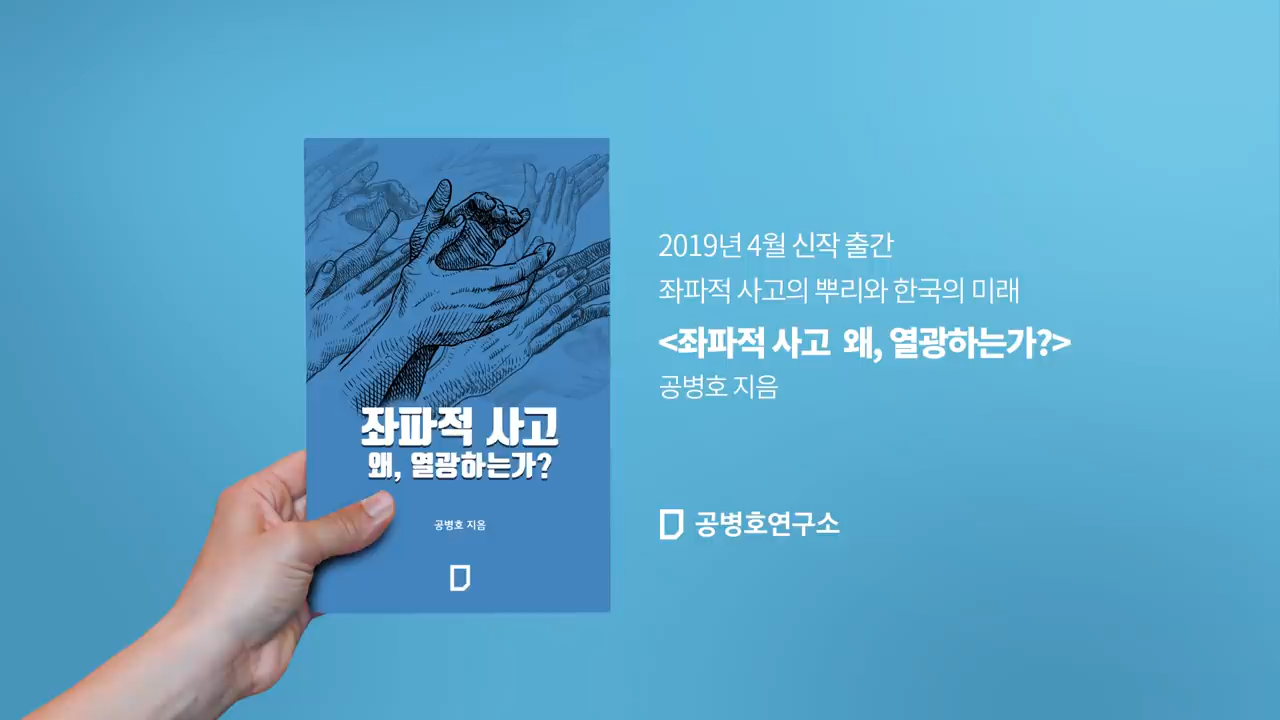 좌파적 사고
왜, 열광하는가?
공병호 지음
2019년 4월 신작 출간
좌파적 사고의 뿌리와 한국의 미래
<좌파적 사고 왜, 열광하는가?>
공병호 지음
공병호연구소